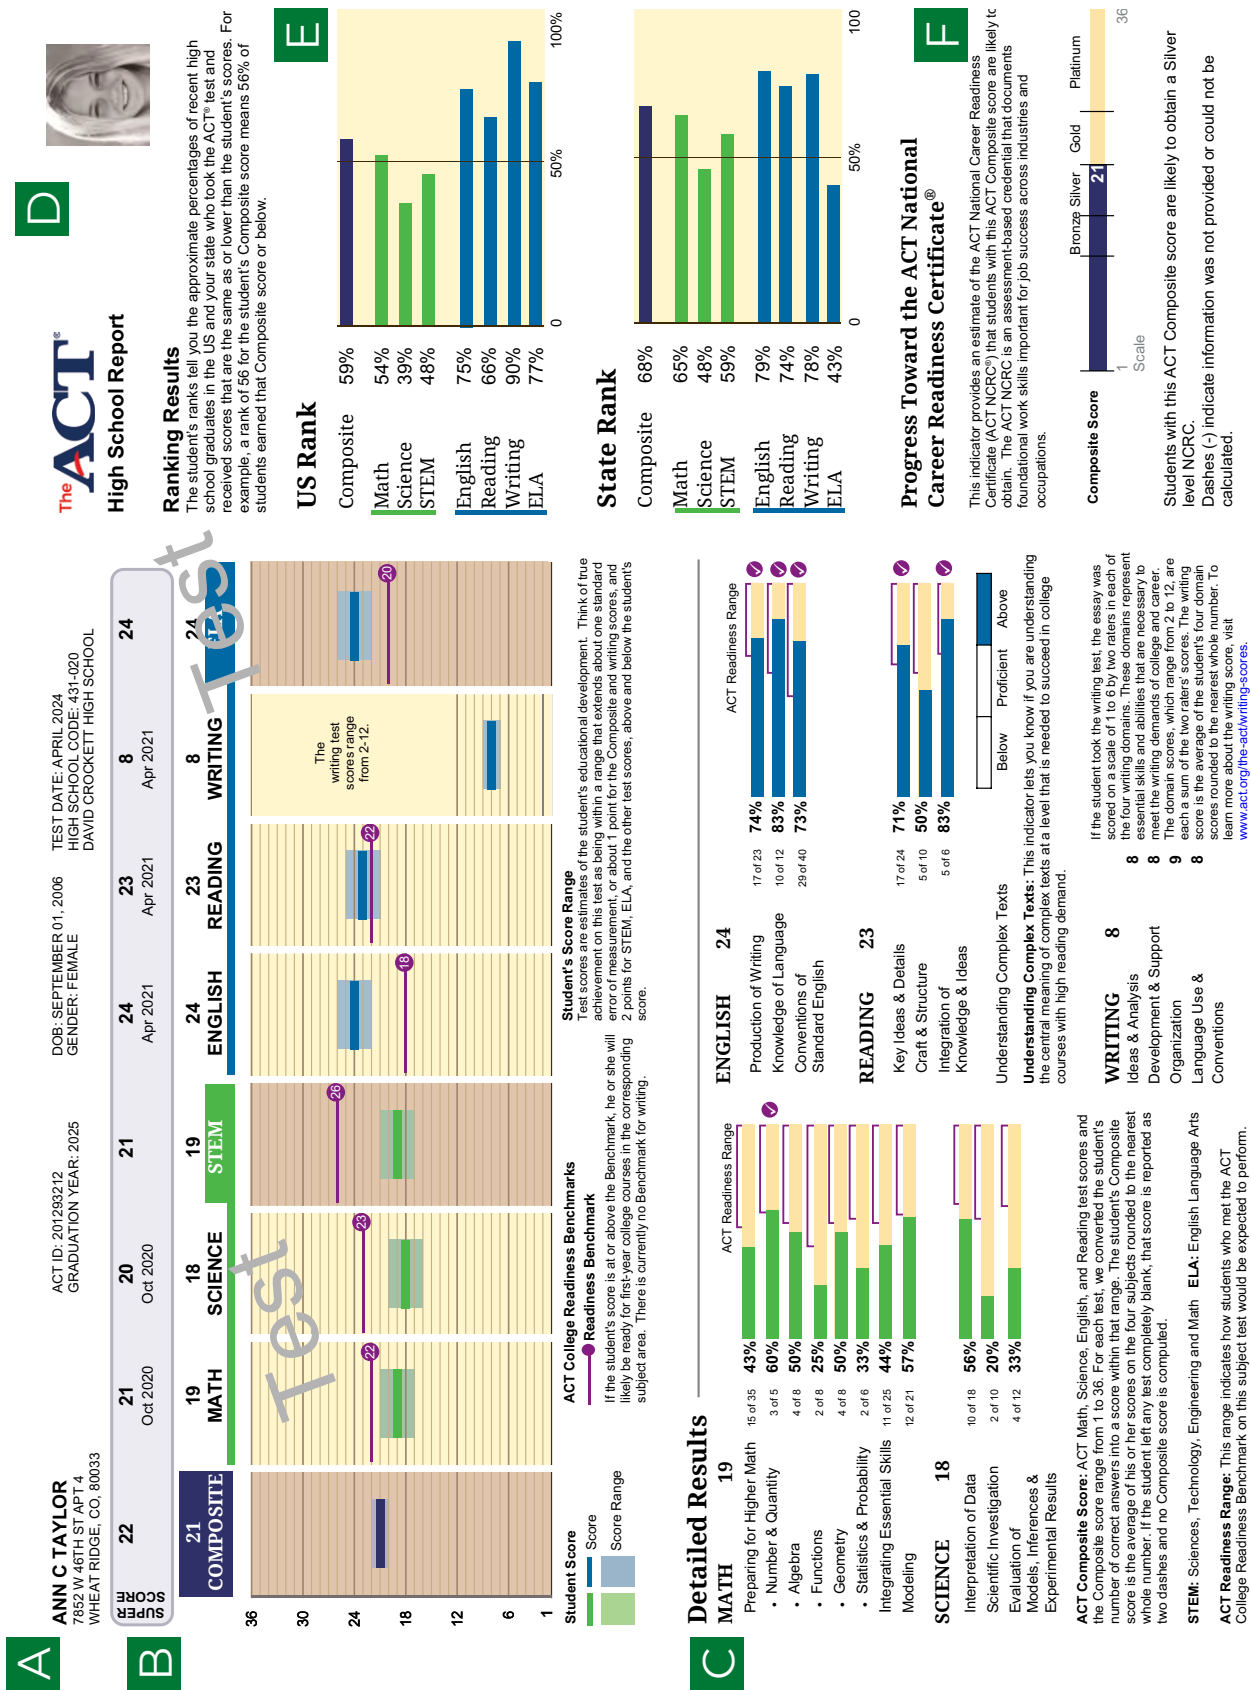 A
ANN C TAYLOR
7852 W 46TH ST APT 4
WHEAT RIDGE, CO, 80033
ACT ID: 201293212
GRADUATION YEAR: 2025
DOB: SEPTEMBER 01, 2006
GENDER: FEMALE
TEST DATE: APRIL 2024
HIGH SCHOOL CODE: 431-020
DAVID CROCKETT HIGH SCHOOL
D
The ACT®
High School Report
B
SUPER SCORE
22 21 20 21 24 23 8 24
Oct 2020 Oct 2020 Apr 2021 Apr 2021 Apr 2021
21 19 18 19 24 23 8 24
COMPOSITE MATH SCIENCE STEM ENGLISH READING WRITING ELA
Test
Test
36
30
24
18
12
6
1
22 23 26 18 22 20
The
writing test
scores range
from 2-12.
Student Score
Score
Score Range
ACT College Readiness Benchmarks
Readiness Benchmark
If the student's score is at or above the Benchmark, he or she will
likely be ready for first-year college courses in the corresponding
subject area. There is currently no Benchmark for writing.
Student's Score Range
Test scores are estimates of the student's educational development. Think of true
achievement on this test as being within a range that extends about one standard
error of measurement, or about 1 point for the Composite and writing scores, and
2 points for STEM, ELA, and the other test scores, above and below the student's
score.
Ranking Results
The student's ranks tell you the approximate percentages of recent high
school graduates in the US and your state who took the ACT® test and
received scores that are the same as or lower than the student's scores. For
example, a rank of 56 for the student's Composite score means 56% of
students earned that Composite score or below.
E
US Rank
Composite 59%
Math 54%
Science 39%
STEM 48%
English 75%
Reading 66%
Writing 90%
ELA 77%
0 50% 100%
State Rank
Composite 68%
Math 65%
Science 48%
STEM 59%
English 79%
Reading 74%
Writing 78%
ELA 43%
0 50% 100
C
Detailed Results
MATH 19
ACT Readiness Range
Preparing for Higher Math 15 of 35 43%
• Number & Quantity 3 of 5 60%
• Algebra 4 of 8 50%
• Functions 2 of 8 25%
• Geometry 4 of 8 50%
• Statistics & Probability 2 of 6 33%
Integrating Essential Skills 11 of 25 44%
Modeling 12 of 21 57%
SCIENCE 18
Interpretation of Data 10 of 18 56%
Scientific Investigation 2 of 10 20%
Evaluation of 4 of 12 33%
Models, Inferences &
Experimental Results
ENGLISH 24
ACT Readiness Range
Production of Writing 17 of 23 74%
Knowledge of Language 10 of 12 83%
Conventions of 29 of 40 73%
Standard English
READING 23
Key Ideas & Details 17 of 24 71%
Craft & Structure 5 of 10 50%
Integration of 5 of 6 83%
Knowledge & Ideas
Understanding Complex Texts
Below Proficient Above
Understanding Complex Texts: This indicator lets you know if you are understanding
the central meaning of complex texts at a level that is needed to succeed in college
courses with high reading demand.
WRITING 8
Ideas & Analysis 8
Development & Support 8
Organization 9
Language Use & 8
Conventions
If the student took the writing test, the essay was
scored on a scale of 1 to 6 by two raters in each of
the four writing domains. These domains represent
essential skills and abilities that are necessary to
meet the writing demands of college and career.
The domain scores, which range from 2 to 12, are
each a sum of the two raters' scores. The writing
score is the average of the student's four domain
scores rounded to the nearest whole number. To
learn more about the writing score, visit
www.act.org/the-act/writing-scores.
ACT Composite Score: ACT Math, Science, English, and Reading test scores and
the Composite score range from 1 to 36. For each test, we converted the student's
number of correct answers into a score within that range. The student's Composite
score is the average of his or her scores on the four subjects rounded to the nearest
whole number. If the student left any test completely blank, that score is reported as
two dashes and no Composite score is computed.
STEM: Sciences, Technology, Engineering and Math ELA: English Language Arts
ACT Readiness Range: This range indicates how students who met the ACT
College Readiness Benchmark on this subject test would be expected to perform.
F
Progress Toward the ACT National
Career Readiness Certificate®
This indicator provides an estimate of the ACT National Career Readiness
Certificate (ACT NCRC®) that students with this ACT Composite score are likely to
obtain. The ACT NCRC is an assessment-based credential that documents
foundational work skills important for job success across industries and
occupations.
Bronze Silver Gold Platinum
Composite Score 21
1 36
Scale
Students with this ACT Composite score are likely to obtain a Silver
level NCRC.
Dashes (-) indicate information was not provided or could not be
calculated.